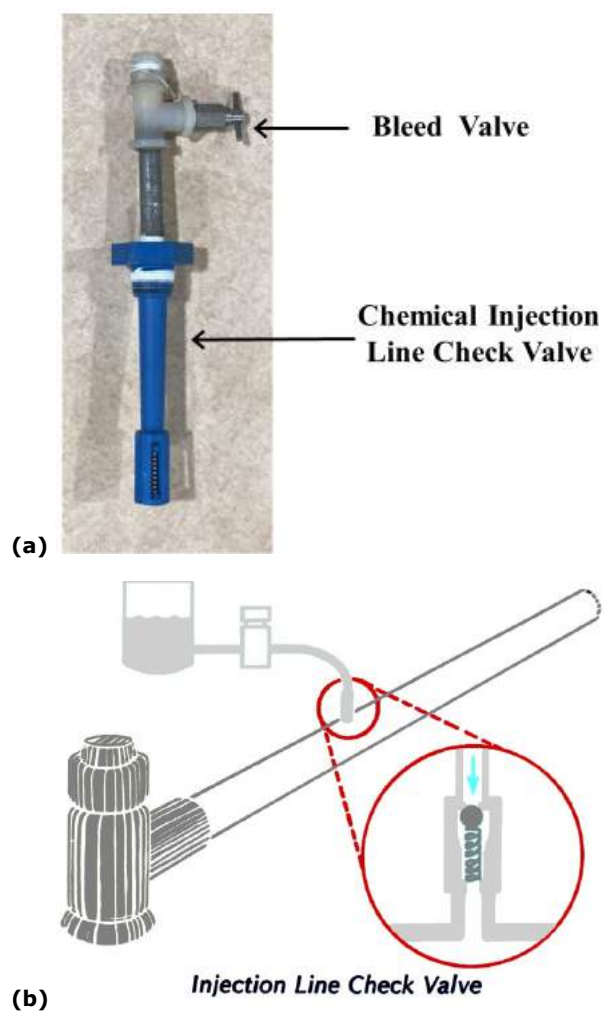 Bleed Valve
Chemical Injection
Line Check Valve
(a)
Injection Line Check Valve
(b)